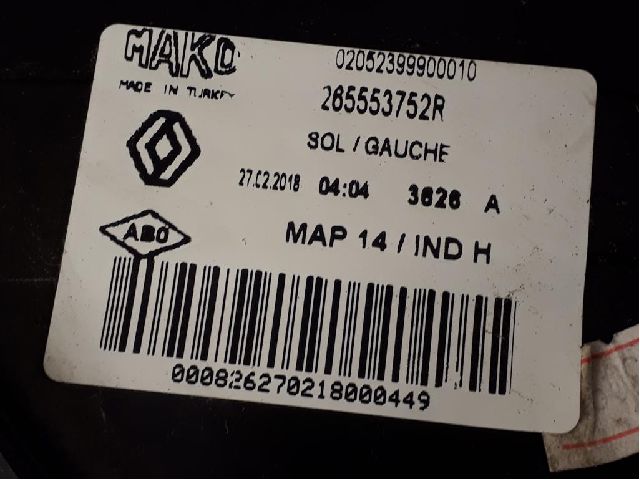 MAKO
02052399900010
MADE IN TURKEY
265553752R
SOL / GAUCHE
27.02.2018 04:04 3626 A
ABO
MAP 14 / IND H
000826270218000449